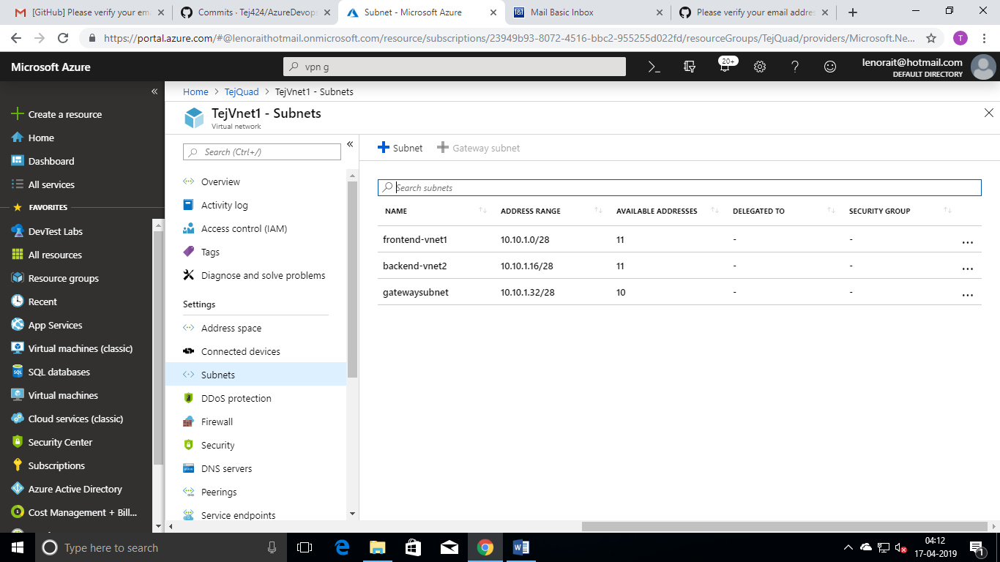 [GitHub] Please verify your ema
Commits · Tej424/AzureDevops
Subnet - Microsoft Azure
Mail Basic Inbox
Please verify your email addres
https://portal.azure.com/#@lenoraithotmail.onmicrosoft.com/resource/subscriptions/23949b93-8072-4516-bbc2-955255d022fd/resourceGroups/TejQuad/providers/Microsoft.Ne...
T
Microsoft Azure
vpn g
20+
lenorait@hotmail.com
DEFAULT DIRECTORY
Create a resource
Home
Dashboard
All services
FAVORITES
DevTest Labs
All resources
Resource groups
Recent
App Services
Virtual machines (classic)
SQL databases
Virtual machines
Cloud services (classic)
Security Center
Subscriptions
Azure Active Directory
Cost Management + Bill...
Home > TejQuad > TejVnet1 - Subnets
TejVnet1 - Subnets
Virtual network
Search (Ctrl+/)
Overview
Activity log
Access control (IAM)
Tags
Diagnose and solve problems
Settings
Address space
Connected devices
Subnets
DDoS protection
Firewall
Security
DNS servers
Peerings
Service endpoints
+ Subnet + Gateway subnet
Search subnets
NAME ADDRESS RANGE AVAILABLE ADDRESSES DELEGATED TO SECURITY GROUP
frontend-vnet1 10.10.1.0/28 11 - - ...
backend-vnet2 10.10.1.16/28 11 - - ...
gatewaysubnet 10.10.1.32/28 10 - - ...
Type here to search
04:12
17-04-2019
1